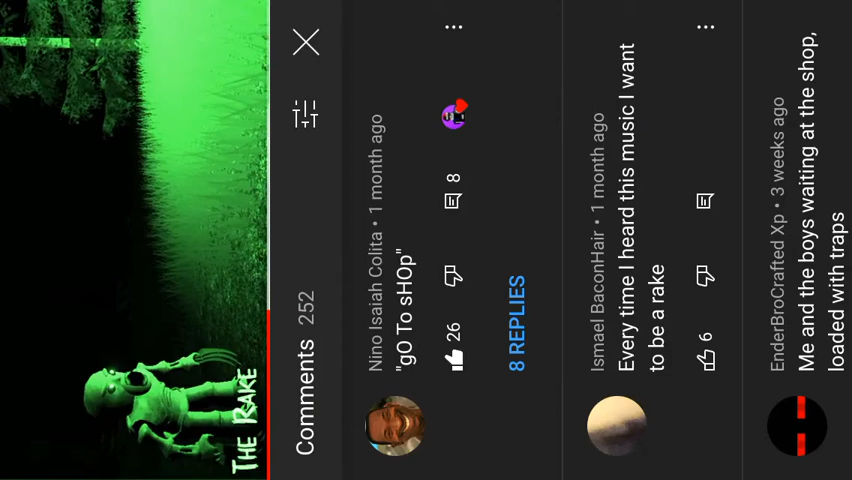 THE RAKE
Comments 252
Nino Isaiah Colita • 1 month ago
"gO To sHOp"
26 8
8 REPLIES
Ismael BaconHair • 1 month ago
Every time I heard this music I want
to be a rake
6
EnderBroCrafted Xp • 3 weeks ago
Me and the boys waiting at the shop,
loaded with traps